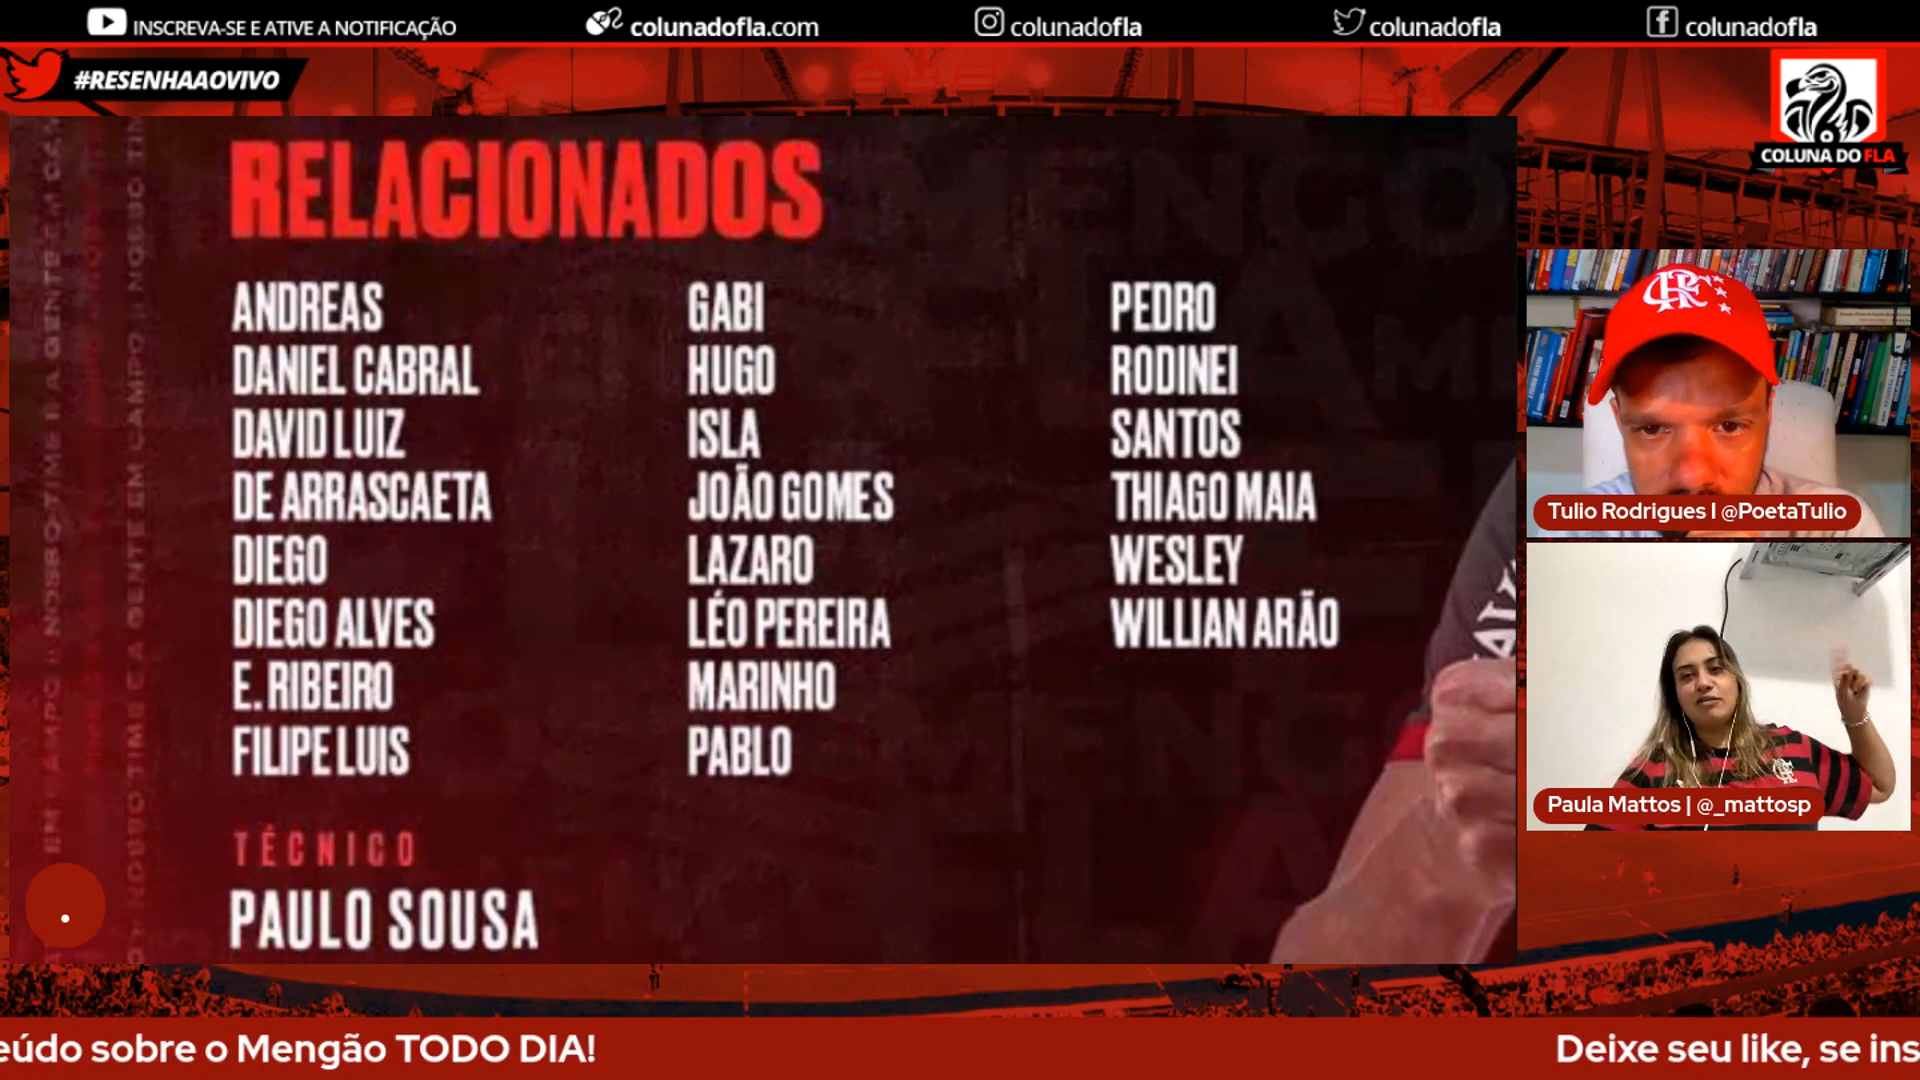 INSCREVA-SE E ATIVE A NOTIFICAÇÃO
colunadofla.com
colunadofla
colunadofla
colunadofla
#RESENHAAOVIVO
COLUNA DO FLA
RELACIONADOS
ANDREAS
DANIEL CABRAL
DAVID LUIZ
DE ARRASCAETA
DIEGO
DIEGO ALVES
E. RIBEIRO
FILIPE LUIS
GABI
HUGO
ISLA
JOÃO GOMES
LAZARO
LÉO PEREIRA
MARINHO
PABLO
PEDRO
RODINEI
SANTOS
THIAGO MAIA
WESLEY
WILLIAN ARÃO
TÉCNICO
PAULO SOUSA
Tulio Rodrigues I @PoetaTulio
Paula Mattos | @_mattosp
eúdo sobre o Mengão TODO DIA!
Deixe seu like, se ins